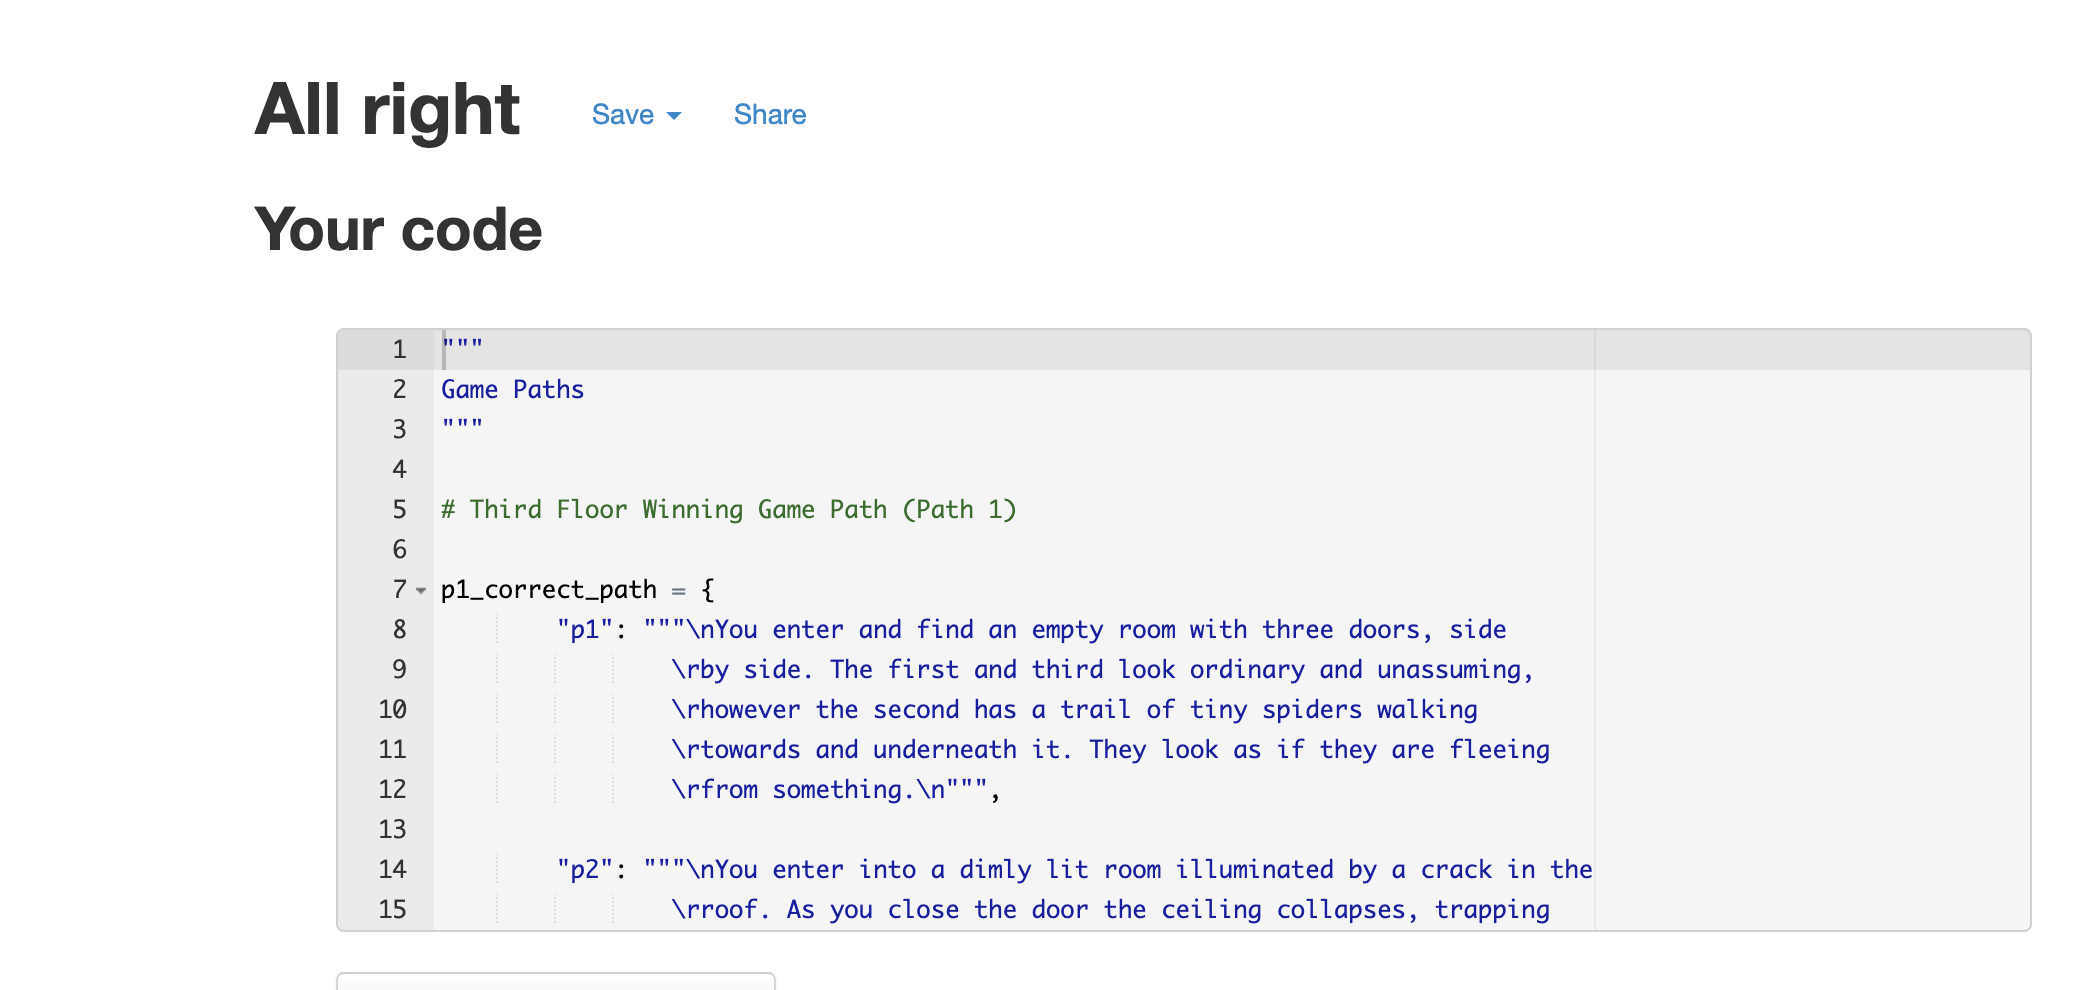 All right Save Share
Your code
1 """
2 Game Paths
3 """
4
5 # Third Floor Winning Game Path (Path 1)
6
7 p1_correct_path = {
8 "p1": """\nYou enter and find an empty room with three doors, side
9 \rby side. The first and third look ordinary and unassuming,
10 \rhowever the second has a trail of tiny spiders walking
11 \rtowards and underneath it. They look as if they are fleeing
12 \rfrom something.\n""",
13
14 "p2": """\nYou enter into a dimly lit room illuminated by a crack in the
15 \rroof. As you close the door the ceiling collapses, trapping